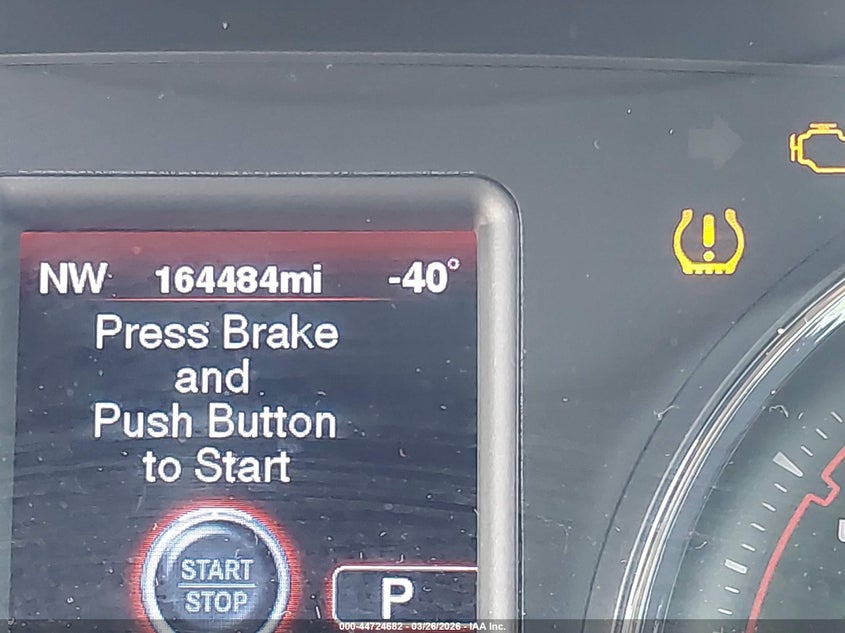 NW 164484mi -40°
Press Brake
and
Push Button
to Start
START
STOP
P
000-44724682 - 03/26/2026 - IAA Inc.